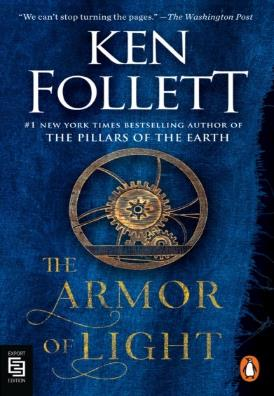 “We can’t stop turning the pages.” —The Washington Post
KEN
FOLLETT
#1 NEW YORK TIMES BESTSELLING AUTHOR OF
THE PILLARS OF THE EARTH
THE
ARMOR
OF LIGHT
EXPORT
EDITION